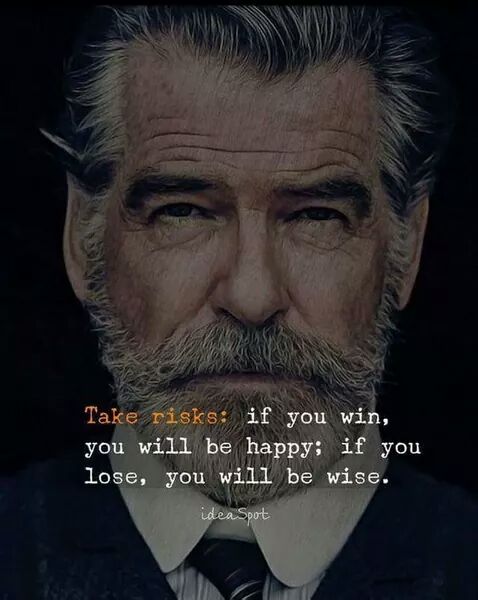 Take risks: if you win,
you will be happy; if you
lose, you will be wise.
ideaSpot